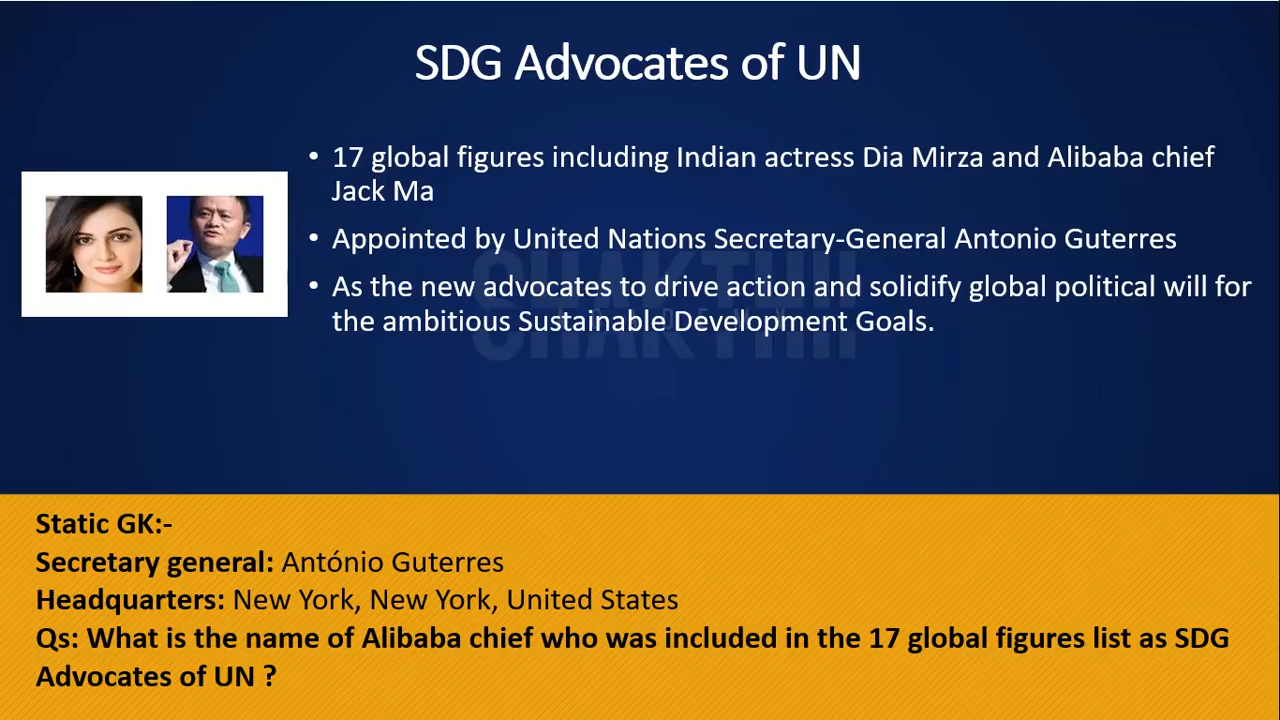 SDG Advocates of UN
• 17 global figures including Indian actress Dia Mirza and Alibaba chief
Jack Ma
• Appointed by United Nations Secretary-General Antonio Guterres
• As the new advocates to drive action and solidify global political will for
the ambitious Sustainable Development Goals.
Static GK:-
Secretary general: António Guterres
Headquarters: New York, New York, United States
Qs: What is the name of Alibaba chief who was included in the 17 global figures list as SDG
Advocates of UN ?